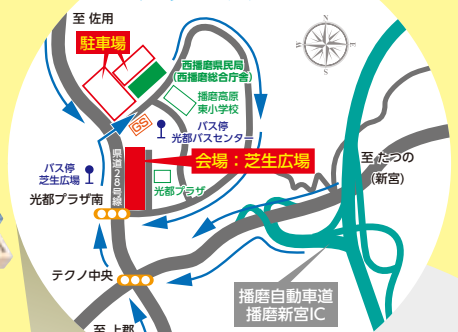 至 佐用
駐車場
西播磨県民局
(西播磨総合庁舎)
播磨高原
東小学校
GS
バス停
光都バスセンター
バス停
芝生広場
県道28号線
会場：芝生広場
至 たつの
(新宮)
光都プラザ
光都プラザ南
テクノ中央
播磨自動車道
播磨新宮IC
至 上郡